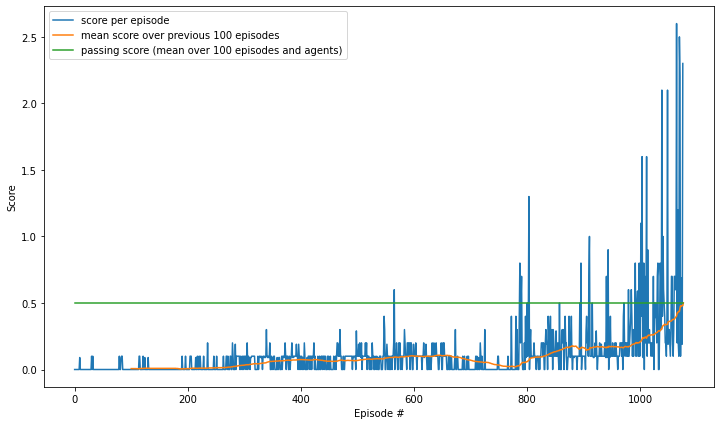 score per episode
mean score over previous 100 episodes
passing score (mean over 100 episodes and agents)
2.5
2.0
1.5
1.0
0.5
0.0
Score
0 200 400 600 800 1000
Episode #